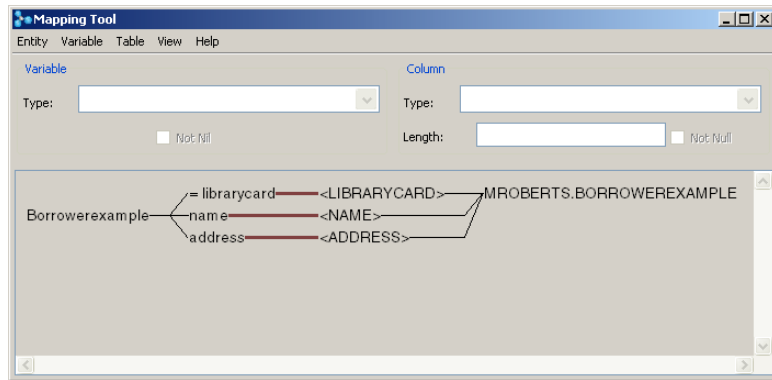 Mapping Tool
Entity Variable Table View Help
Variable Column
Type: Type:
Not Nil Length: Not Null
= librarycard <LIBRARYCARD> MROBERTS.BORROWEREXAMPLE
Borrowerexample name <NAME>
address <ADDRESS>